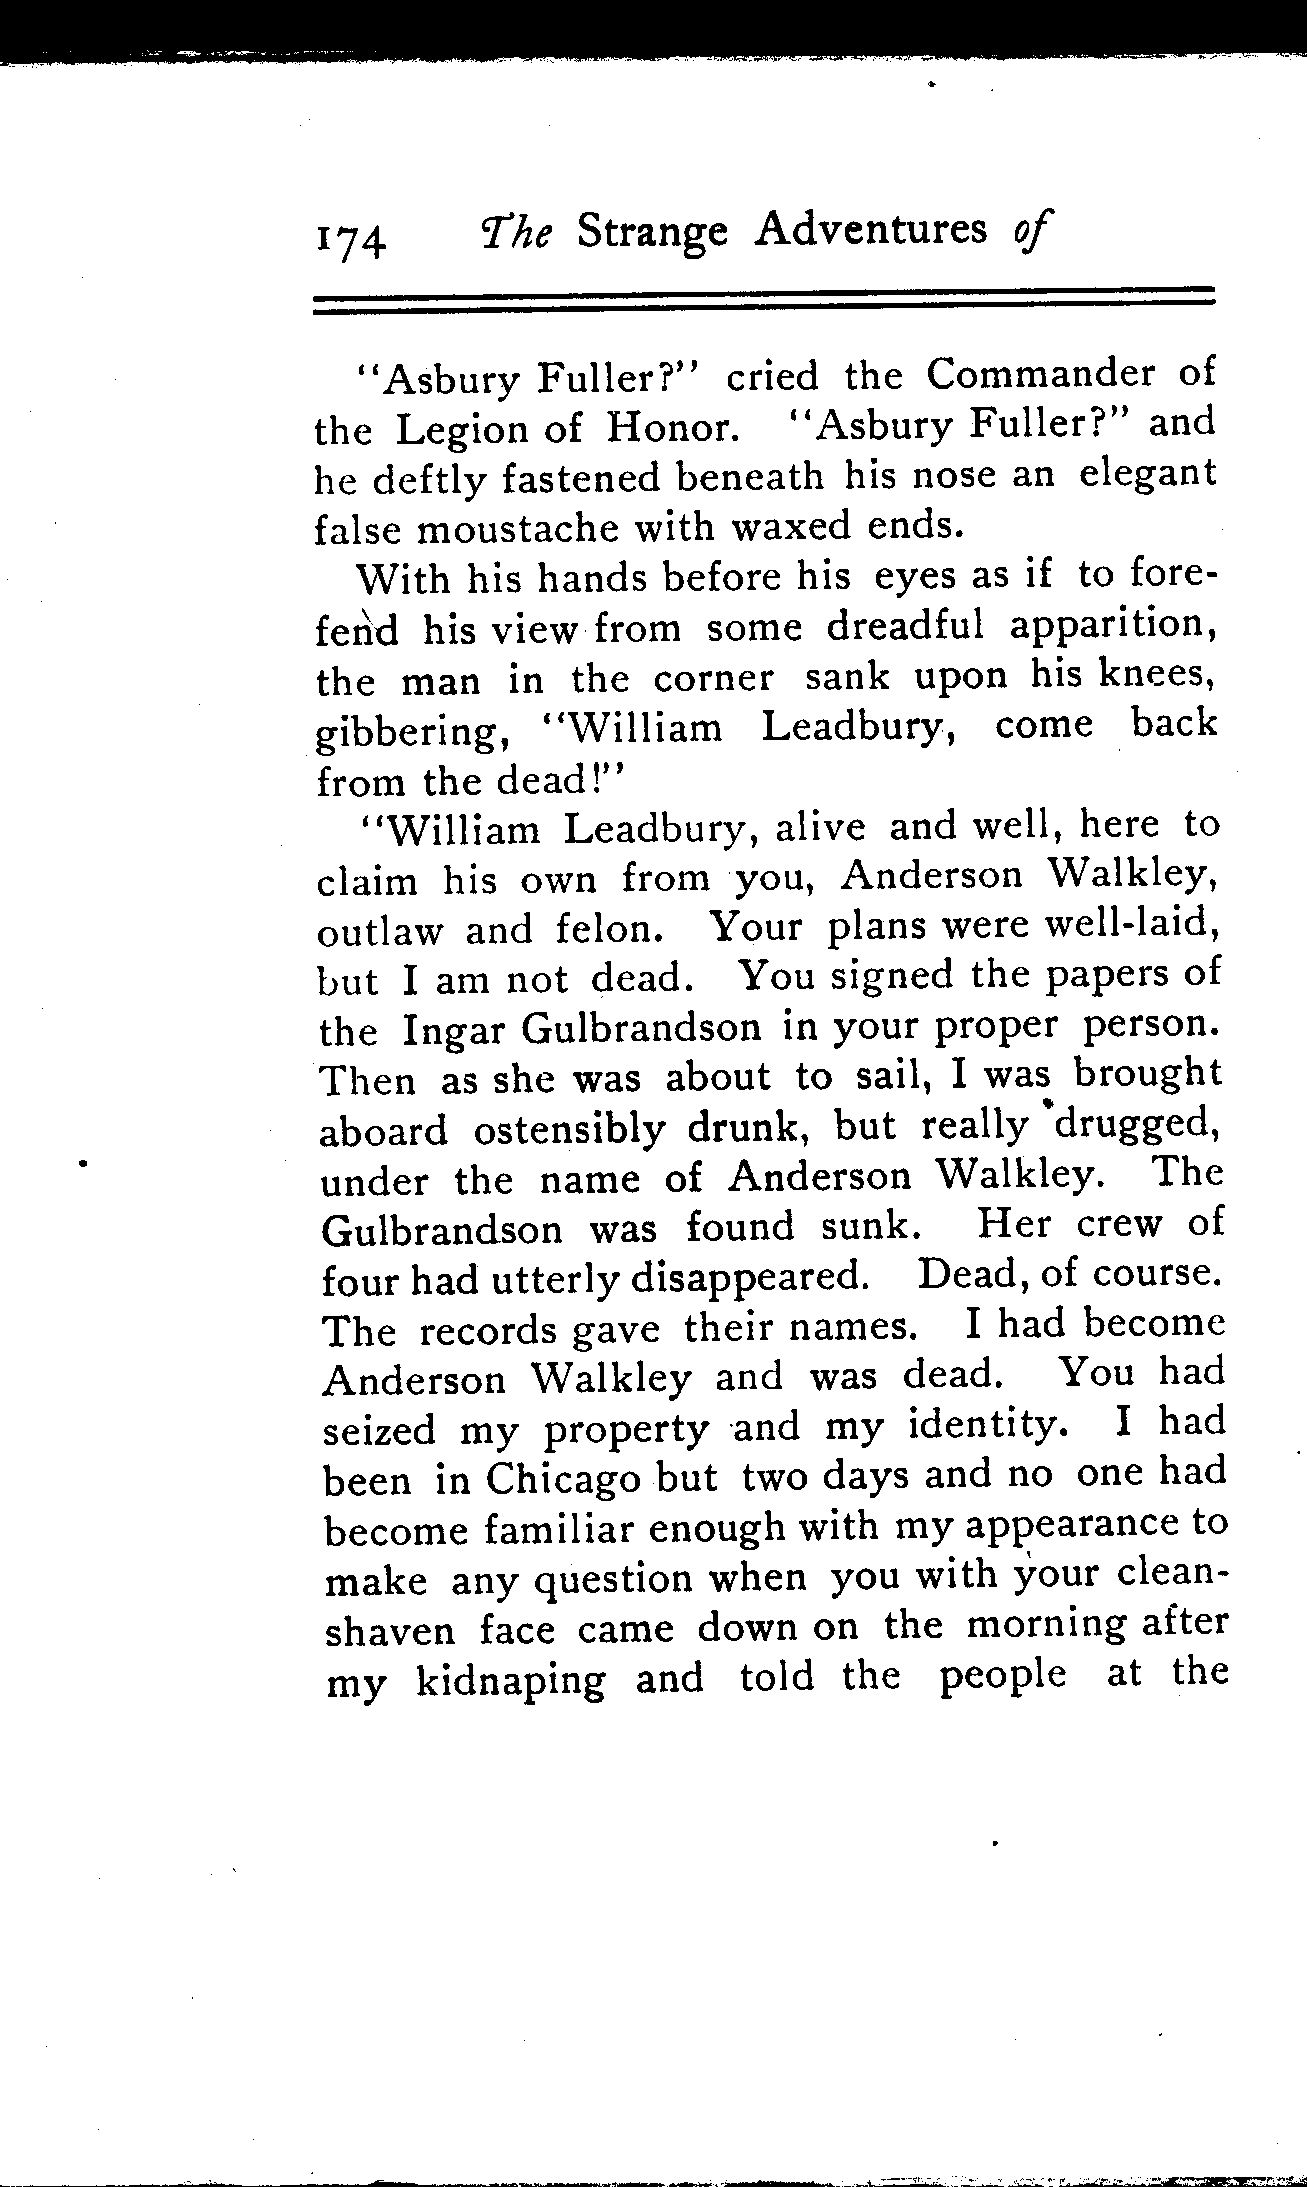 174 The Strange Adventures of
"Asbury Fuller?" cried the Commander of
the Legion of Honor. "Asbury Fuller?" and
he deftly fastened beneath his nose an elegant
false moustache with waxed ends.
With his hands before his eyes as if to fore-
fend his view from some dreadful apparition,
the man in the corner sank upon his knees,
gibbering, "William Leadbury, come back
from the dead!"
"William Leadbury, alive and well, here to
claim his own from you, Anderson Walkley,
outlaw and felon. Your plans were well-laid,
but I am not dead. You signed the papers of
the Ingar Gulbrandson in your proper person.
Then as she was about to sail, I was brought
aboard ostensibly drunk, but really drugged,
under the name of Anderson Walkley. The
Gulbrandson was found sunk. Her crew of
four had utterly disappeared. Dead, of course.
The records gave their names. I had become
Anderson Walkley and was dead. You had
seized my property and my identity. I had
been in Chicago but two days and no one had
become familiar enough with my appearance to
make any question when you with your clean-
shaven face came down on the morning after
my kidnaping and told the people at the